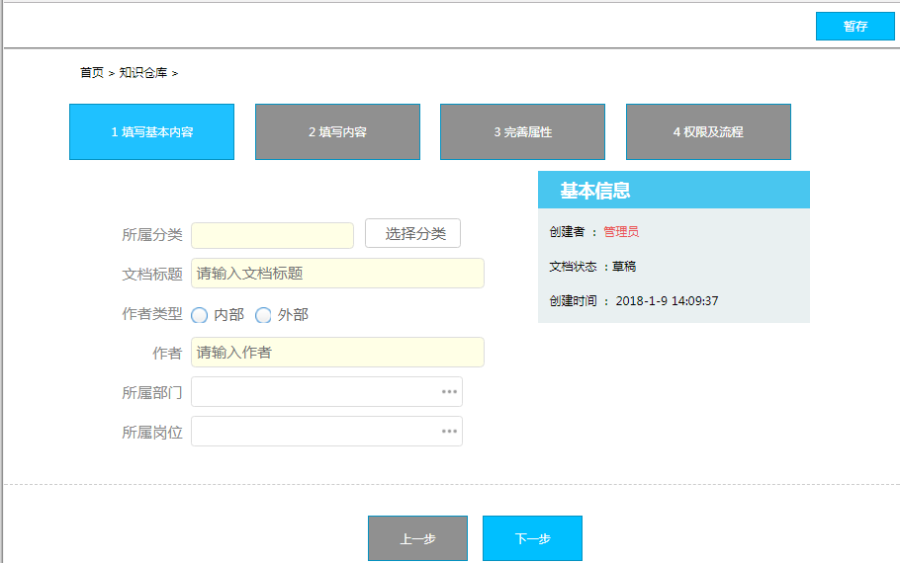 暂存
首页 > 知识仓库 >
1 填写基本内容 2 填写内容 3 完善属性 4 权限及流程
基本信息
创建者 : 管理员
文档状态 : 草稿
创建时间 : 2018-1-9 14:09:37
所属分类 选择分类
文档标题 请输入文档标题
作者类型 内部 外部
作者 请输入作者
所属部门 •••
所属岗位 •••
上一步 下一步